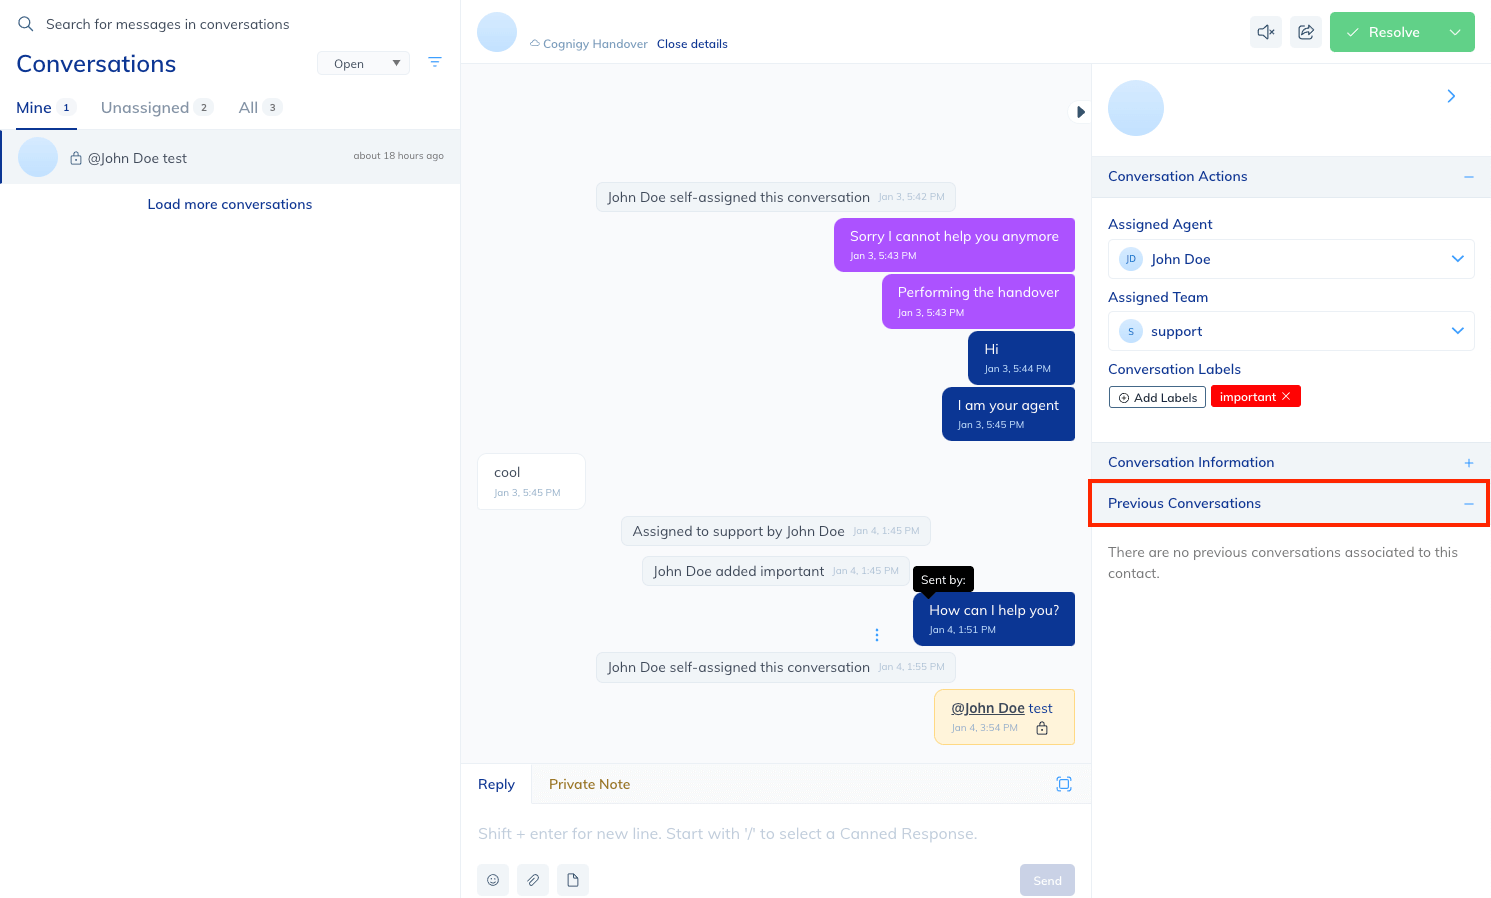 Search for messages in conversations
Conversations
Open
Mine 1 Unassigned 2 All 3
@John Doe test about 18 hours ago
Load more conversations
Cognigy Handover Close details
Resolve
John Doe self-assigned this conversation Jan 3, 5:42 PM
Sorry I cannot help you anymore
Jan 3, 5:43 PM
Performing the handover
Jan 3, 5:43 PM
Hi
Jan 3, 5:44 PM
I am your agent
Jan 3, 5:45 PM
cool
Jan 3, 5:45 PM
Assigned to support by John Doe Jan 4, 1:45 PM
John Doe added important Jan 4, 1:45 PM
Sent by:
How can I help you?
Jan 4, 1:51 PM
John Doe self-assigned this conversation Jan 4, 1:55 PM
@John Doe test
Jan 4, 3:54 PM
Reply Private Note
Shift + enter for new line. Start with '/' to select a Canned Response.
Send
Conversation Actions
Assigned Agent
JD John Doe
Assigned Team
S support
Conversation Labels
Add Labels important
Conversation Information
Previous Conversations
There are no previous conversations associated to this
contact.